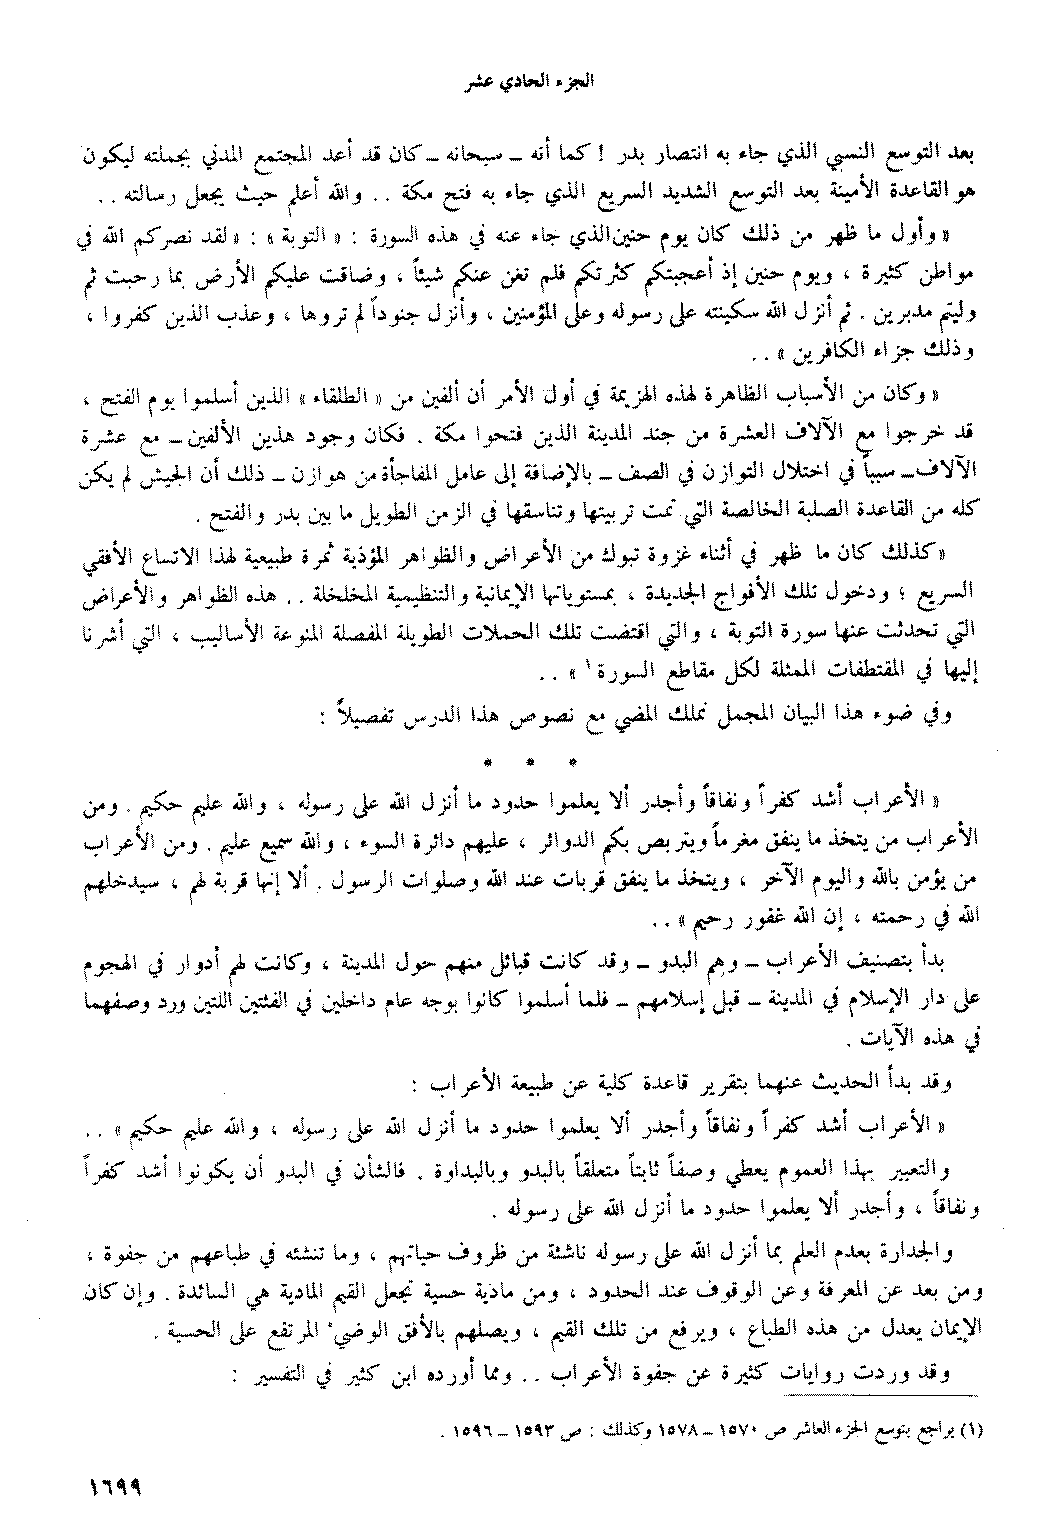 الجزء الحادي عشر
بعد التوسع النسبي الذي جاء به انتصار بدر ! كما أنه – سبحانه – كان قد أعد المجتمع المدني بجملته ليكون
هو القاعدة الأمينة بعد التوسع الشديد السريع الذي جاء به فتح مكة .. والله أعلم حيث يجعل رسالته ..
« وأول ما ظهر من ذلك كان يوم حنين الذي جاء عنه في هذه السورة : « التوبة » : « لقد نصركم الله في
مواطن كثيرة ، ويوم حنين إذ أعجبتكم كثرتكم فلم تغن عنكم شيئاً ، وضاقت عليكم الأرض بما رحبت ثم
وليتم مدبرين . ثم أنزل الله سكينته على رسوله وعلى المؤمنين ، وأنزل جنوداً لم تروها ، وعذب الذين كفروا ،
وذلك جزاء الكافرين » ..
« وكان من الأسباب الظاهرة لهذه الهزيمة في أول الأمر أن ألفين من « الطلقاء » الذين أسلموا يوم الفتح ،
قد خرجوا مع الآلاف العشرة من جند المدينة الذين فتحوا مكة . فكان وجود هذين الألفين – مع عشرة
الآلاف – سبباً في اختلال التوازن في الصف – بالإضافة إلى عامل المفاجأة من هوازن – ذلك أن الجيش لم يكن
كله من القاعدة الصلبة الخالصة التي تمت تربيتها وتناسقها في الزمن الطويل ما بين بدر والفتح .
« كذلك كان ما ظهر في أثناء غزوة تبوك من الأعراض والظواهر المؤذية ثمرة طبيعية لهذا الاتساع الأفقي
السريع ؛ ودخول تلك الأفواج الجديدة ، بمستوياتها الإيمانية والتنظيمية المخلخلة .. هذه الظواهر والأعراض
التي تحدثت عنها سورة التوبة ، والتي اقتضت تلك الحملات الطويلة المفصلة المنوعة الأساليب ، التي أشرنا
إليها في المقتطفات الممثلة لكل مقاطع السورة ١ » ..
وفي ضوء هذا البيان المجمل نملك المضي مع نصوص هذا الدرس تفصيلاً :
* * *
« الأعراب أشد كفراً ونفاقاً وأجدر ألا يعلموا حدود ما أنزل الله على رسوله ، والله عليم حكيم . ومن
الأعراب من يتخذ ما ينفق مغرماً ويتربص بكم الدوائر ، عليهم دائرة السوء ، والله سميع عليم . ومن الأعراب
من يؤمن بالله واليوم الآخر ، ويتخذ ما ينفق قربات عند الله وصلوات الرسول . ألا إنها قربة لهم ، سيدخلهم
الله في رحمته ، إن الله غفور رحيم » ..
بدأ بتصنيف الأعراب – وهم البدو – وقد كانت قبائل منهم حول المدينة ، وكانت لهم أدوار في الهجوم
على دار الإسلام في المدينة – قبل إسلامهم – فلما أسلموا كانوا بوجه عام داخلين في الفئتين اللتين ورد وصفهما
في هذه الآيات .
وقد بدأ الحديث عنهما بتقرير قاعدة كلية عن طبيعة الأعراب :
« الأعراب أشد كفراً ونفاقاً وأجدر ألا يعلموا حدود ما أنزل الله على رسوله ، والله عليم حكيم » ..
والتعبير بهذا العموم يعطي وصفاً ثابتاً متعلقاً بالبدو وبالبداوة . فالشأن في البدو أن يكونوا أشد كفراً
ونفاقاً ، وأجدر ألا يعلموا حدود ما أنزل الله على رسوله .
والجدارة بعدم العلم بما أنزل الله على رسوله ناشئة من ظروف حياتهم ، وما تنشئه في طباعهم من جفوة ،
ومن بعد عن المعرفة وعن الوقوف عند الحدود ، ومن مادية حسية تجعل القيم المادية هي السائدة . وإن كان
الإيمان يعدل من هذه الطباع ، ويرفع من تلك القيم ، ويصلهم بالأفق الوضيء المرتفع على الحسية .
وقد وردت روايات كثيرة عن جفوة الأعراب .. ومما أورده ابن كثير في التفسير :
(١) يراجع بتوسع الجزء العاشر ص ١٥٧٠ – ١٥٧٨ وكذلك : ص ١٥٩٣ – ١٥٩٦ .
١٦٩٩